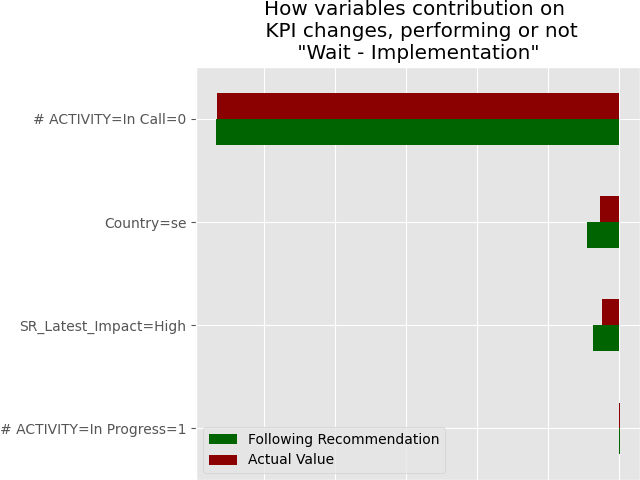 How variables contribution on
KPI changes, performing or not
"Wait - Implementation"
# ACTIVITY=In Call=0
Country=se
SR_Latest_Impact=High
# ACTIVITY=In Progress=1
Following Recommendation
Actual Value